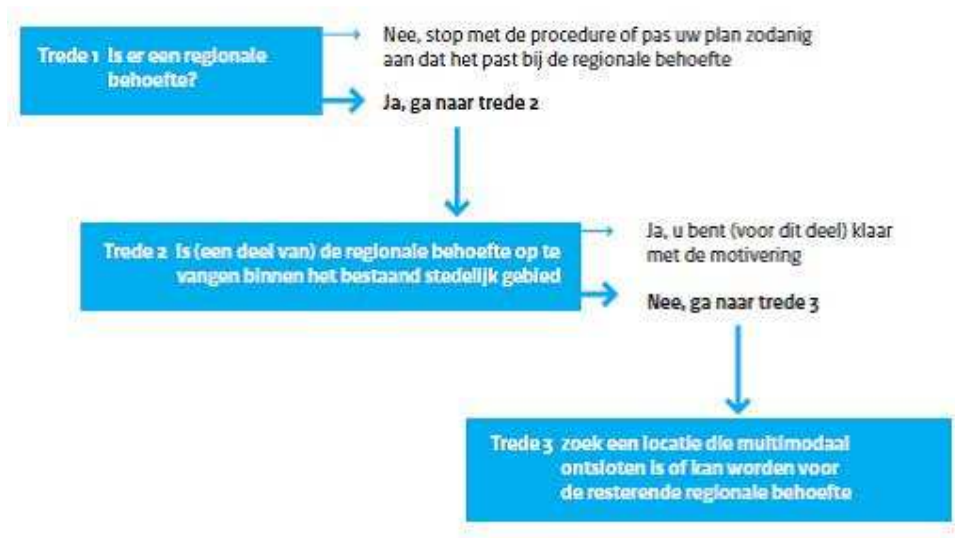 Trede 1 Is er een regionale
behoefte?
Nee, stop met de procedure of pas uw plan zodanig
aan dat het past bij de regionale behoefte
Ja, ga naar trede 2
Trede 2 Is (een deel van) de regionale behoefte op te
vangen binnen het bestaand stedelijk gebied
Ja, u bent (voor dit deel) klaar
met de motivering
Nee, ga naar trede 3
Trede 3 zoek een locatie die multimodaal
ontsloten is of kan worden voor
de resterende regionale behoefte